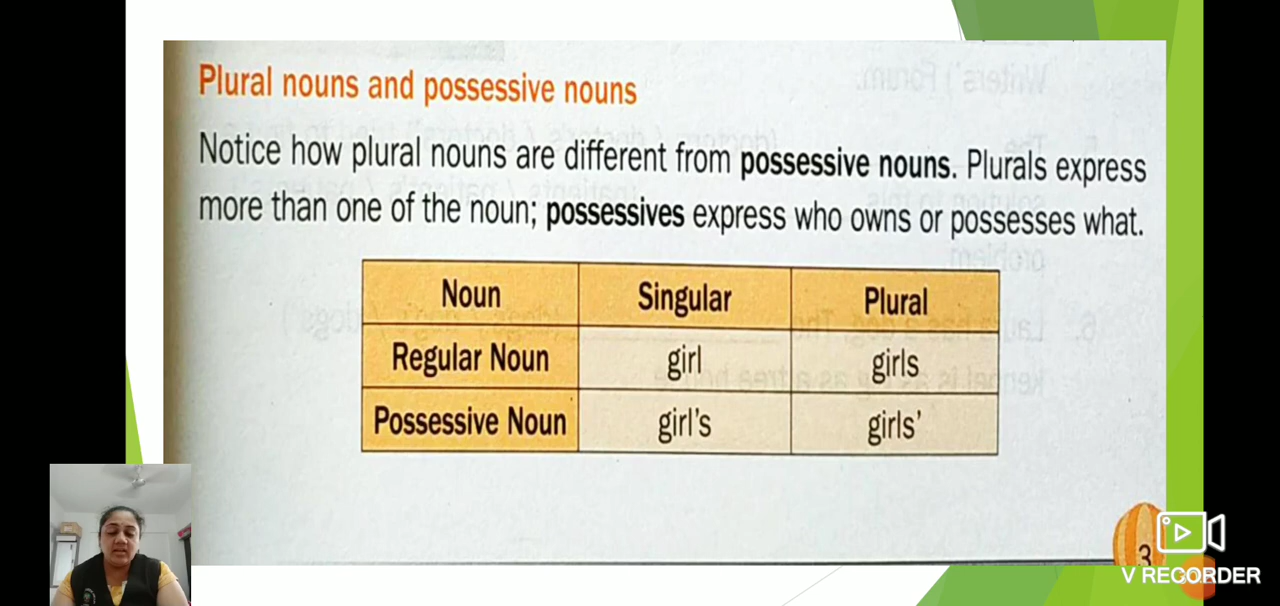 Plural nouns and possessive nouns
Notice how plural nouns are different from possessive nouns. Plurals express
more than one of the noun; possessives express who owns or possesses what.
Noun Singular Plural
Regular Noun girl girls
Possessive Noun girl's girls'
3
V RECORDER